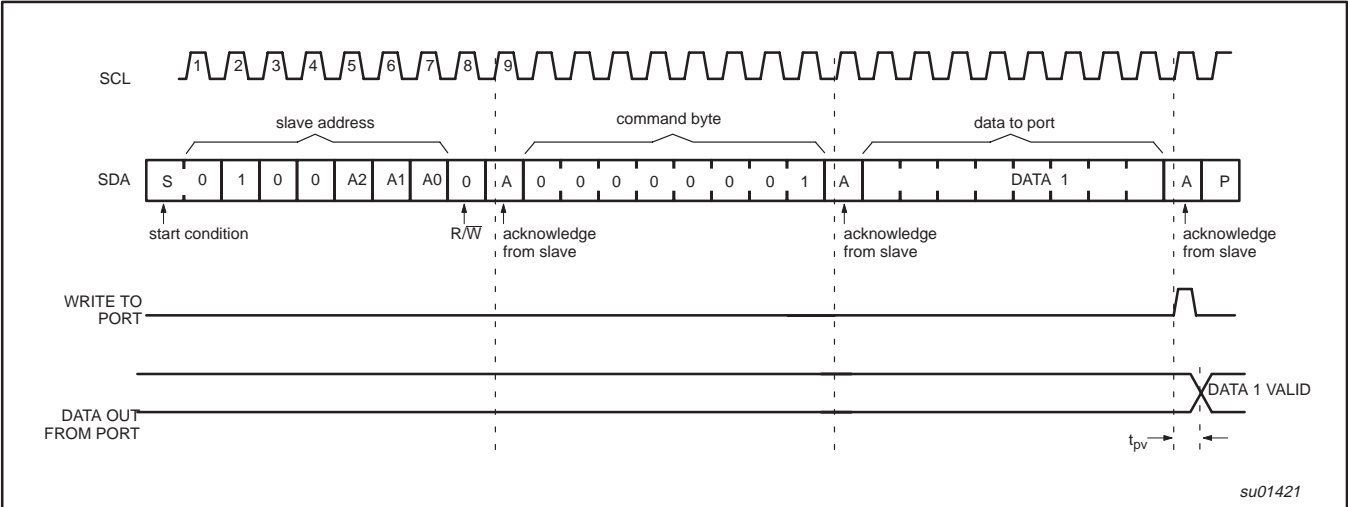 SCL 1 2 3 4 5 6 7 8 9
slave address command byte data to port
SDA S 0 1 0 0 A2 A1 A0 0 A 0 0 0 0 0 0 0 1 A DATA 1 A P
start condition R/W̅ acknowledge from slave acknowledge from slave acknowledge from slave
WRITE TO
PORT
DATA 1 VALID
DATA OUT
FROM PORT
tpv
su01421